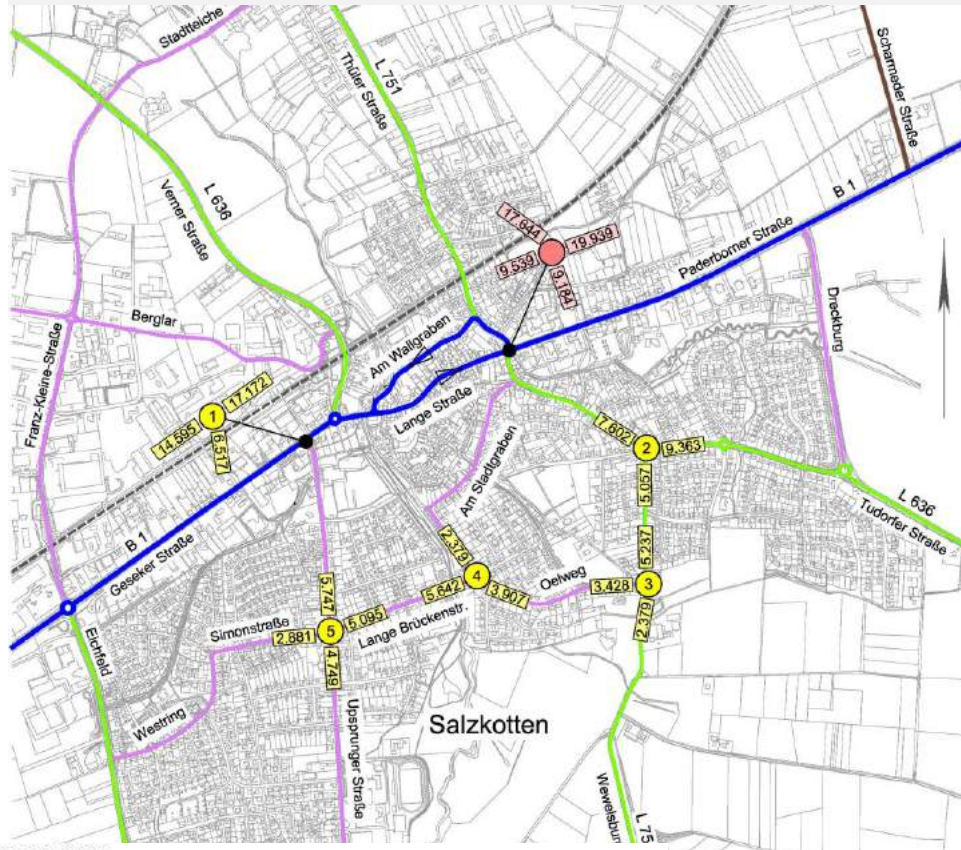 Stadtteiche
L 751
Thüler Straße
Scharmeder Straße
L 636
Verner Straße
B 1
17.644
19.939
9.539
9.184
Paderborner Straße
Berglar
Am Wallgraben
Dreckburg
Franz-Kleine-Straße
Lange Straße
1
17.172
14.595
6.517
7.602
2
9.363
5.057
Am Stadtgraben
L 636
Tudorfer Straße
B 1
Geseker Straße
5.237
2.379
4
Oelweg
3.428
3
3.907
2.379
5.747
5.642
5.095
Simonstraße
2.881
5
Lange Brückenstr.
4.749
Eichfeld
Westring
Upsprunger Straße
Salzkotten
L 75